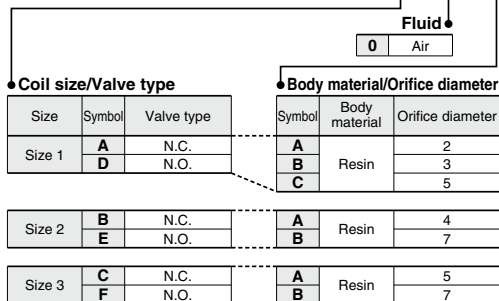 Fluid
0 Air
Coil size/Valve type
Size Symbol Valve type
Size 1 A N.C.
D N.O.
Size 2 B N.C.
E N.O.
Size 3 C N.C.
F N.O.
Body material/Orifice diameter
Symbol Body material Orifice diameter
A Resin 2
B 3
C 5
A Resin 4
B 7
A Resin 5
B 7